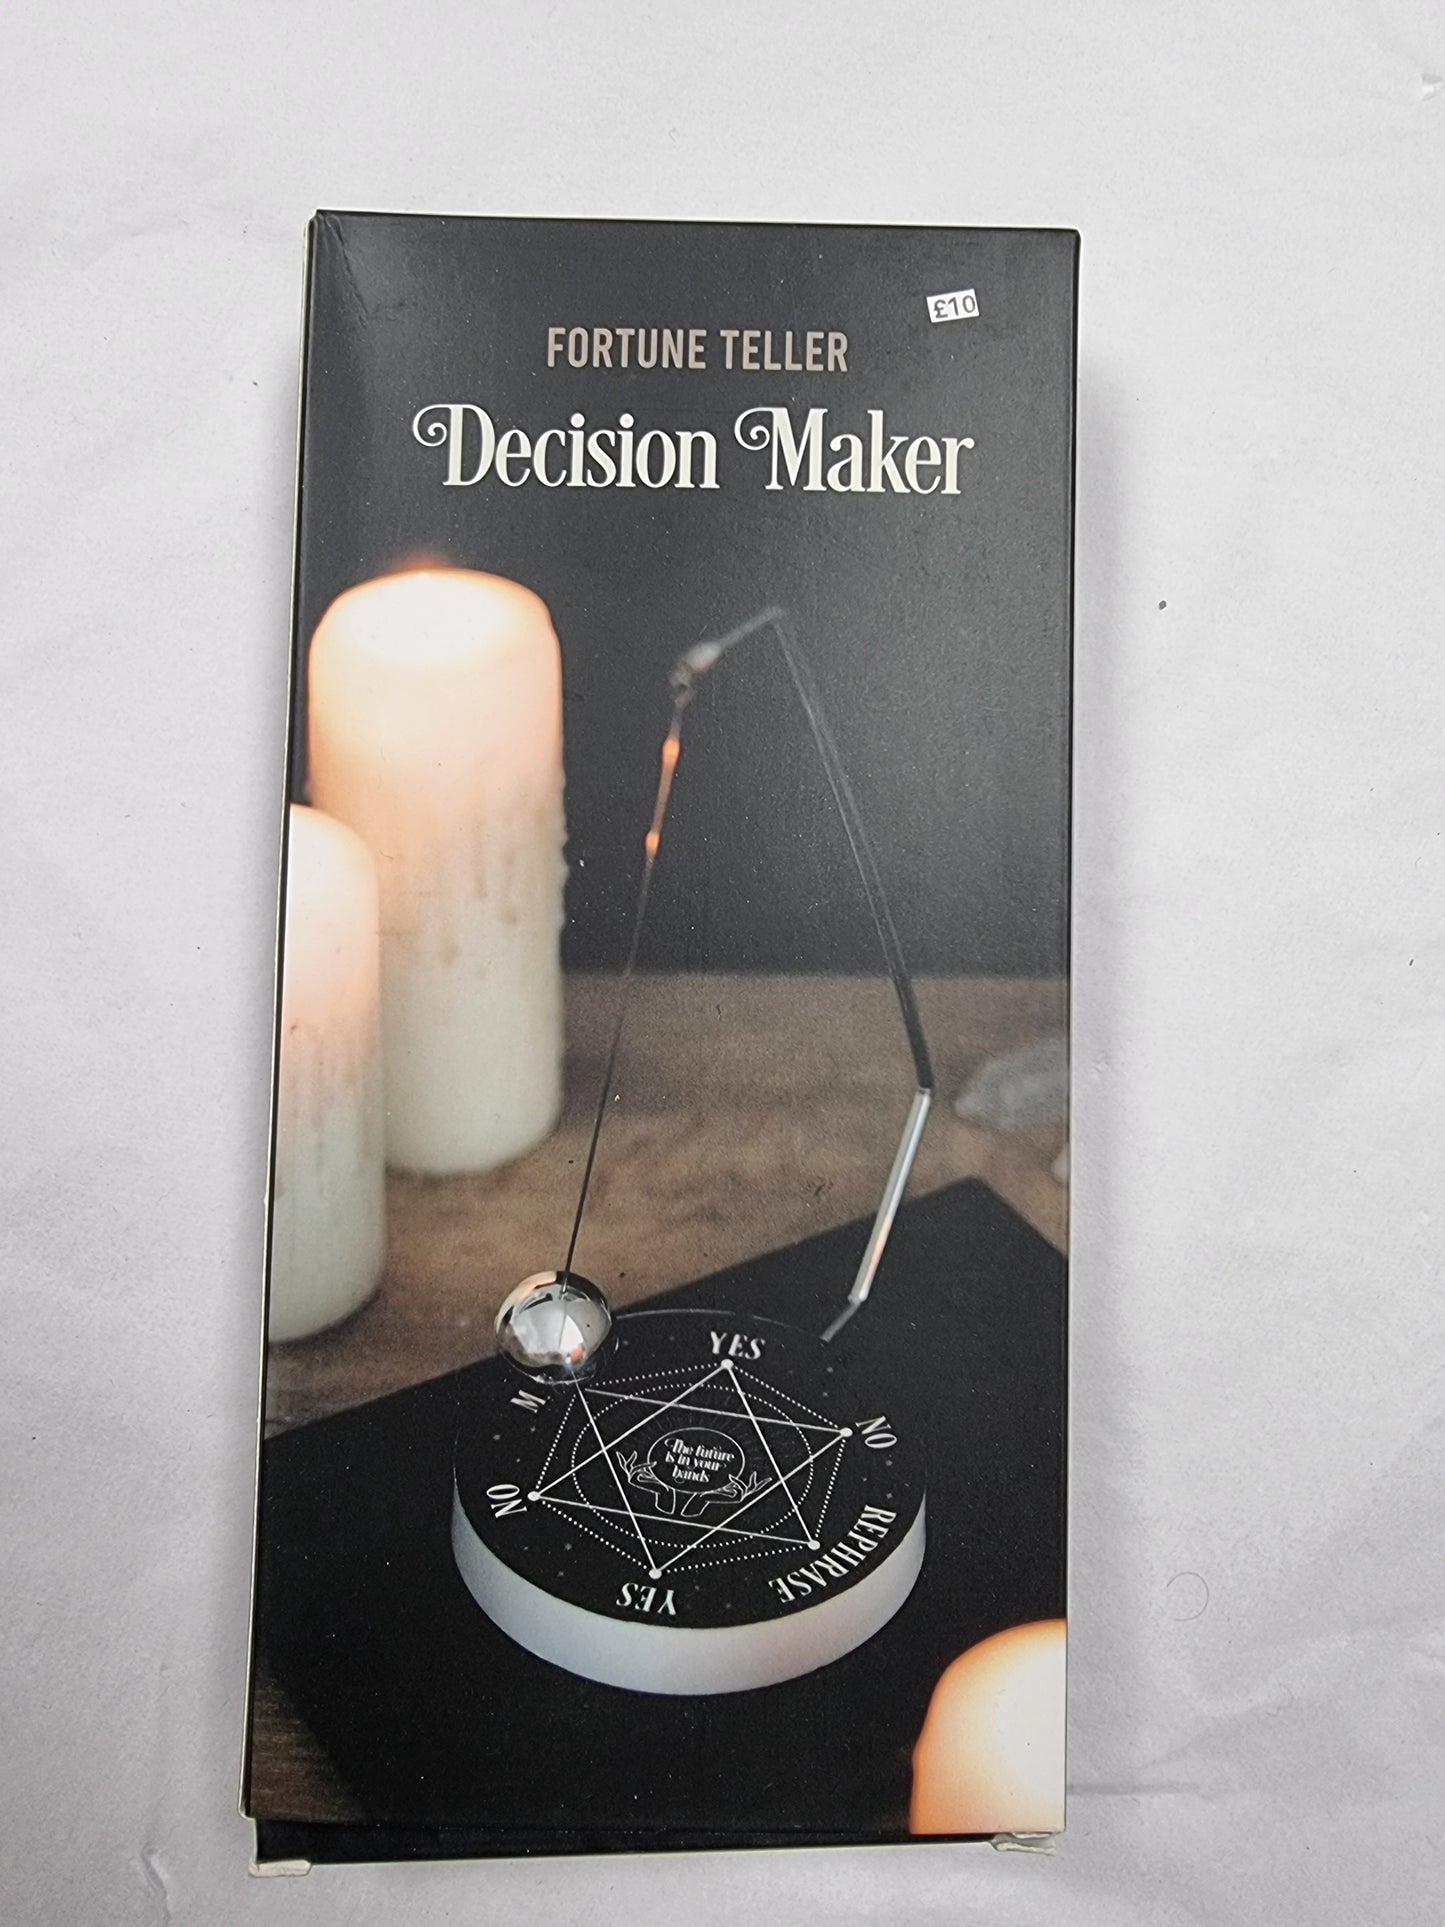 £10
FORTUNE TELLER
Decision Maker
YES
NO
REPHRASE
YES
NO
M
The future
is in your
hands